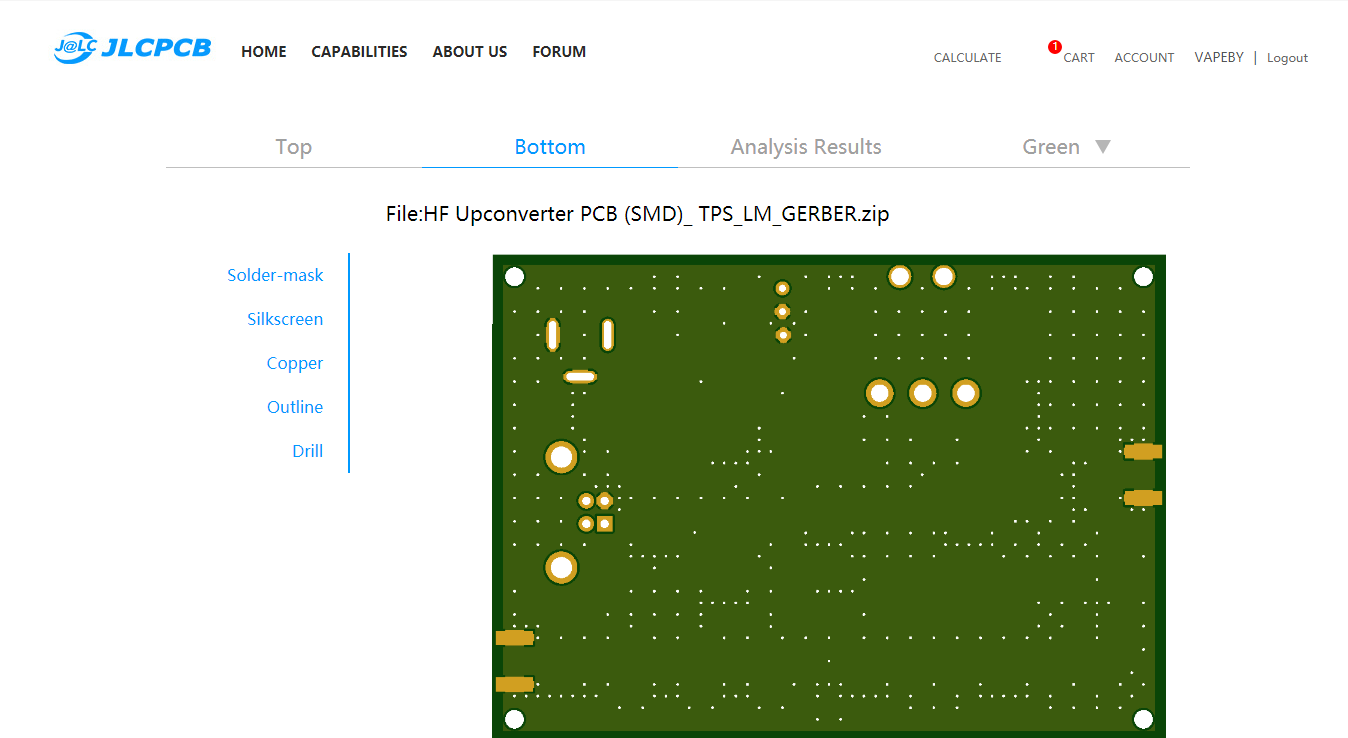 J@LC JLCPCB HOME CAPABILITIES ABOUT US FORUM CALCULATE 1 CART ACCOUNT VAPEBY | Logout
Top Bottom Analysis Results Green ▼
File:HF Upconverter PCB (SMD)_ TPS_LM_GERBER.zip
Solder-mask
Silkscreen
Copper
Outline
Drill